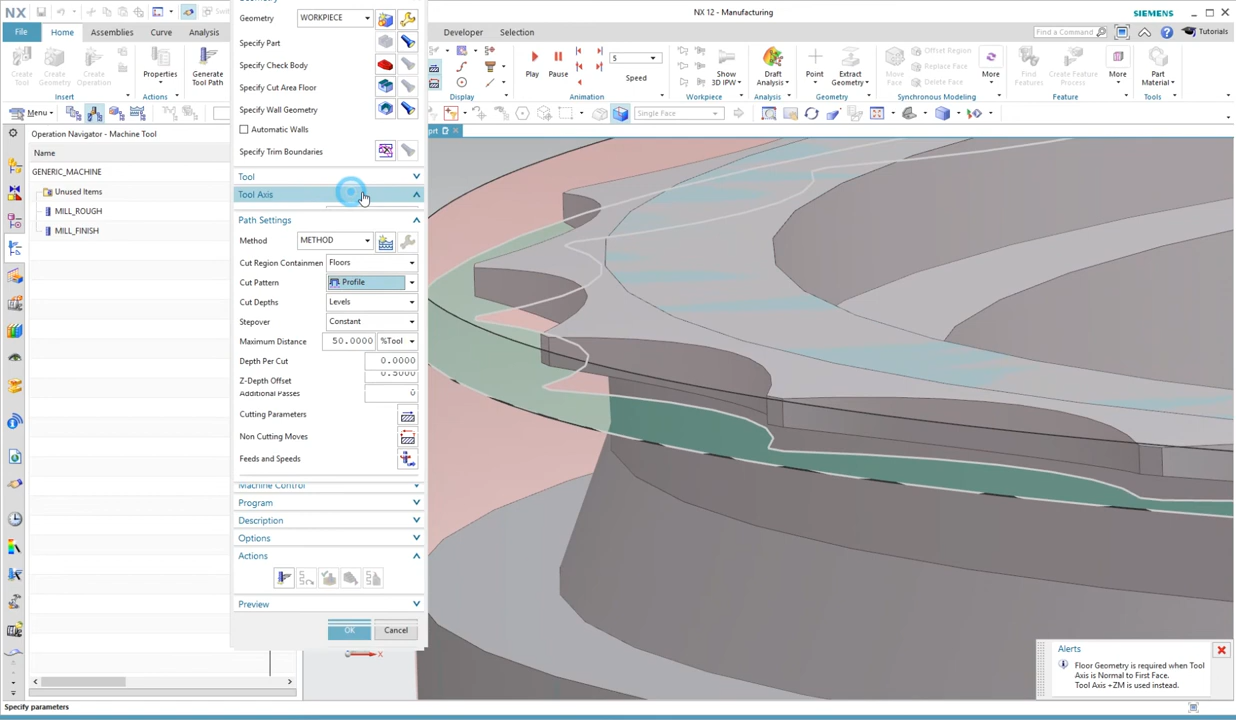 NX
NX 12 - Manufacturing
SIEMENS
File
Home
Assemblies
Curve
Analysis
Developer
Selection
Find a Command
Tutorials
Create Tool
Create Geometry
Create Operation
Properties
Generate Tool Path
Play
Pause
5
Speed
Show 3D IPW
Draft Analysis
Point
Extract Geometry
Move Face
Offset Region
Replace Face
Delete Face
More
Find Features
Create Feature Process
More
Part Material
Insert
Actions
Display
Animation
Workpiece
Geometry
Synchronous Modeling
Feature
Tools
Menu
Single Face
prt
Operation Navigator - Machine Tool
Name
GENERIC_MACHINE
Unused Items
MILL_ROUGH
MILL_FINISH
Geometry
WORKPIECE
Specify Part
Specify Check Body
Specify Cut Area Floor
Specify Wall Geometry
Automatic Walls
Specify Trim Boundaries
Tool
Tool Axis
Path Settings
Method
METHOD
Cut Region Containmen
Floors
Cut Pattern
Profile
Cut Depths
Levels
Stepover
Constant
Maximum Distance
50.0000
%Tool
Depth Per Cut
0.0000
Z-Depth Offset
0.5000
Additional Passes
0
Cutting Parameters
Non Cutting Moves
Feeds and Speeds
Machine Control
Program
Description
Options
Actions
Preview
OK
Cancel
X
Alerts
Floor Geometry is required when Tool
Axis is Normal to First Face.
Tool Axis +ZM is used instead.
Specify parameters